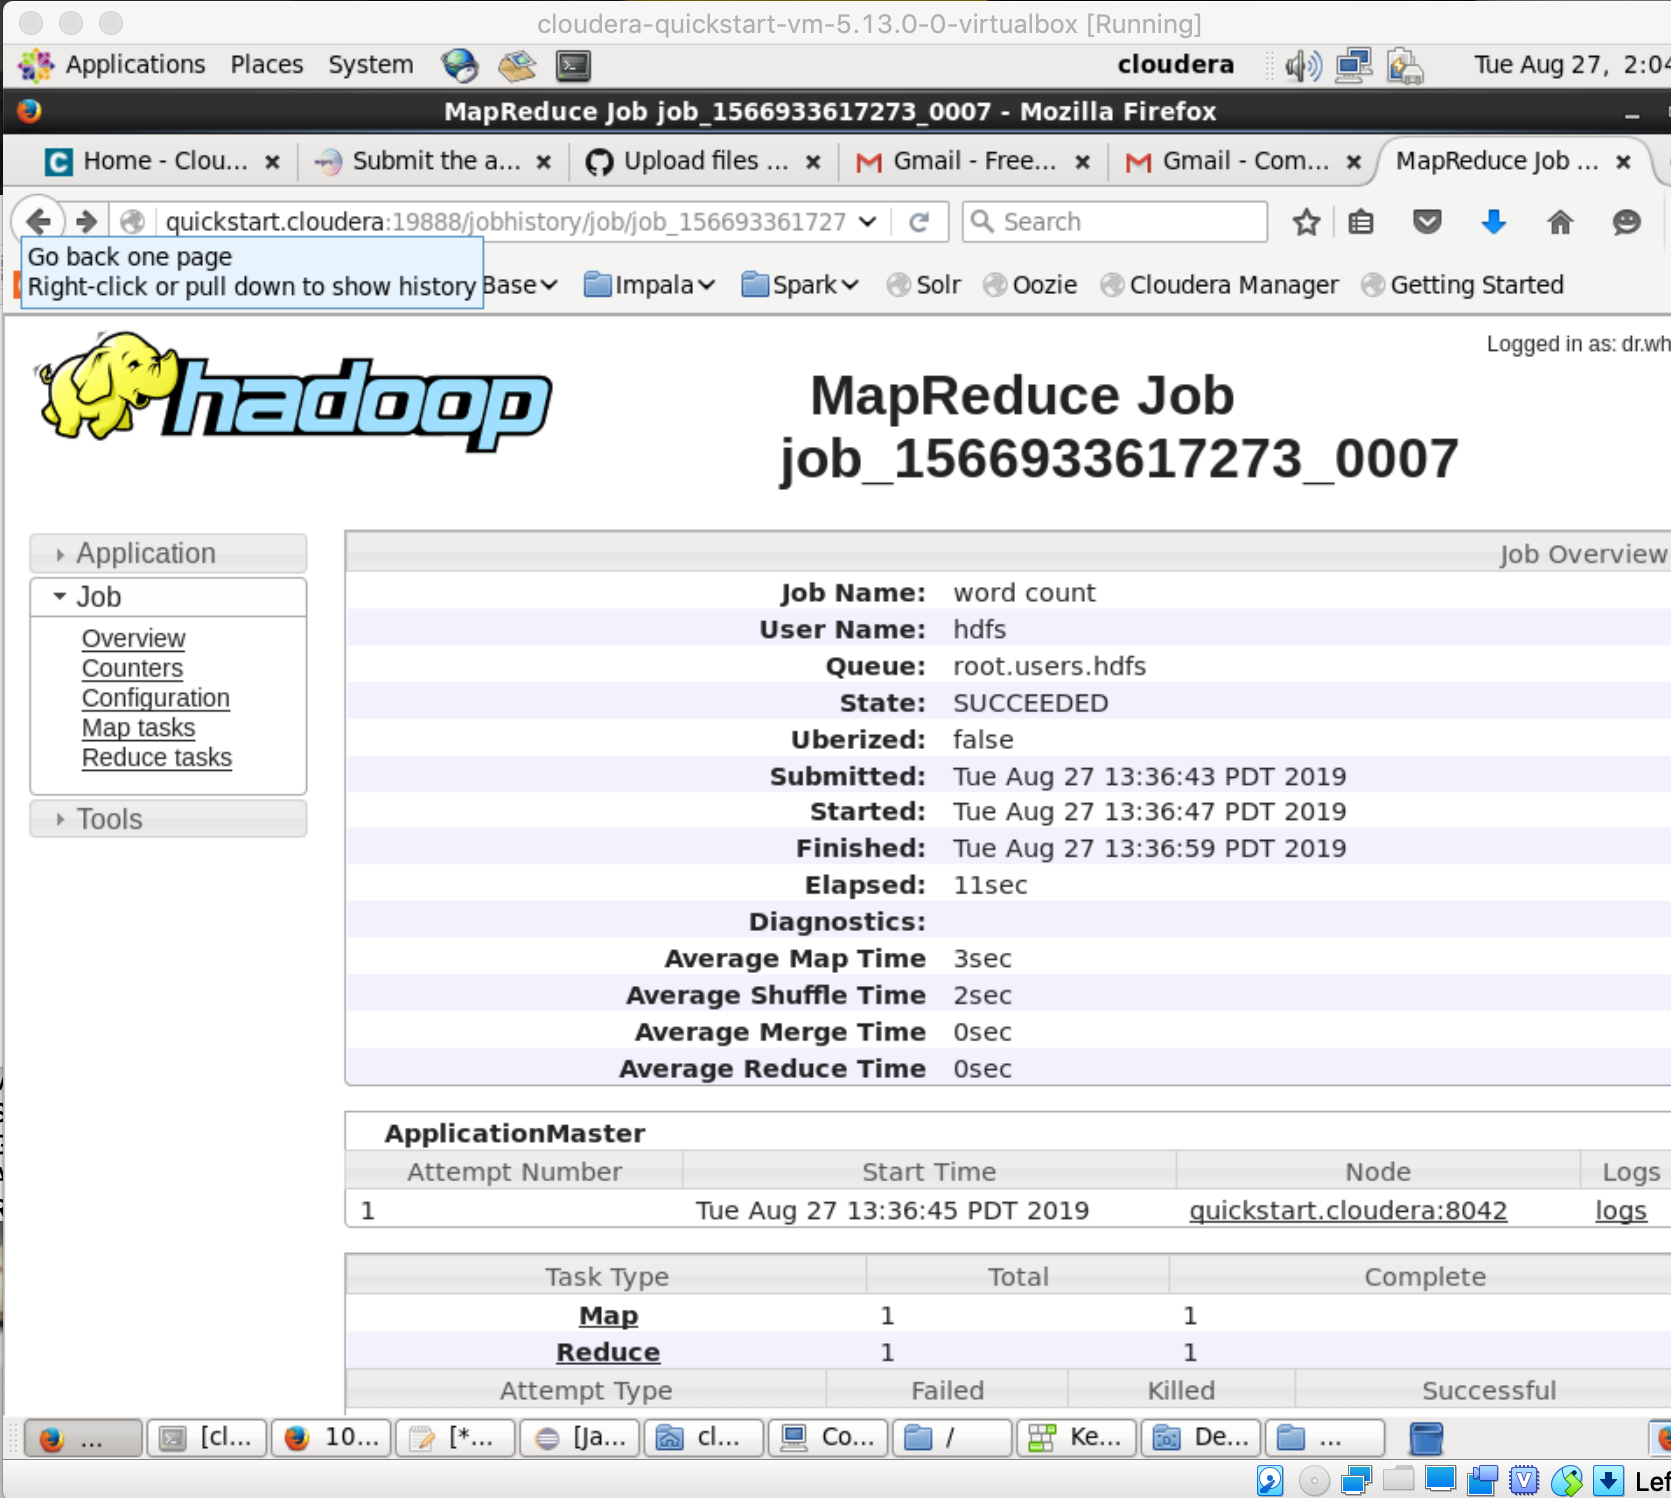 cloudera-quickstart-vm-5.13.0-0-virtualbox [Running]
Applications Places System cloudera Tue Aug 27, 2:04
MapReduce Job job_1566933617273_0007 - Mozilla Firefox
Home - Clou... Submit the a... Upload files ... Gmail - Free... Gmail - Com... MapReduce Job ...
quickstart.cloudera:19888/jobhistory/job/job_156693361727 Search
Go back one page
Right-click or pull down to show history
Base Impala Spark Solr Oozie Cloudera Manager Getting Started
Logged in as: dr.wh
hadoop
MapReduce Job
job_1566933617273_0007
Application
Job
Overview
Counters
Configuration
Map tasks
Reduce tasks
Tools
Job Overview
Job Name: word count
User Name: hdfs
Queue: root.users.hdfs
State: SUCCEEDED
Uberized: false
Submitted: Tue Aug 27 13:36:43 PDT 2019
Started: Tue Aug 27 13:36:47 PDT 2019
Finished: Tue Aug 27 13:36:59 PDT 2019
Elapsed: 11sec
Diagnostics:
Average Map Time 3sec
Average Shuffle Time 2sec
Average Merge Time 0sec
Average Reduce Time 0sec
ApplicationMaster
Attempt Number Start Time Node Logs
1 Tue Aug 27 13:36:45 PDT 2019 quickstart.cloudera:8042 logs
Task Type Total Complete
Map 1 1
Reduce 1 1
Attempt Type Failed Killed Successful
... [cl... 10... [*... [Ja... cl... Co... / Ke... De... ...
Lef